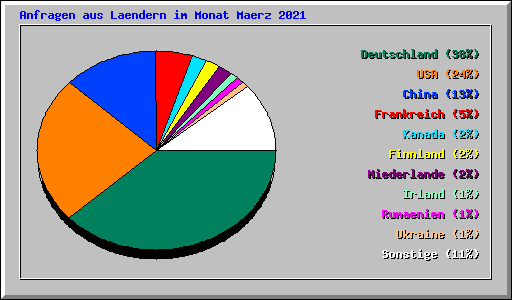 Anfragen aus Laendern im Monat Maerz 2021
Deutschland (38%)
USA (24%)
China (13%)
Frankreich (5%)
Kanada (2%)
Finnland (2%)
Niederlande (2%)
Irland (1%)
Rumaenien (1%)
Ukraine (1%)
Sonstige (11%)